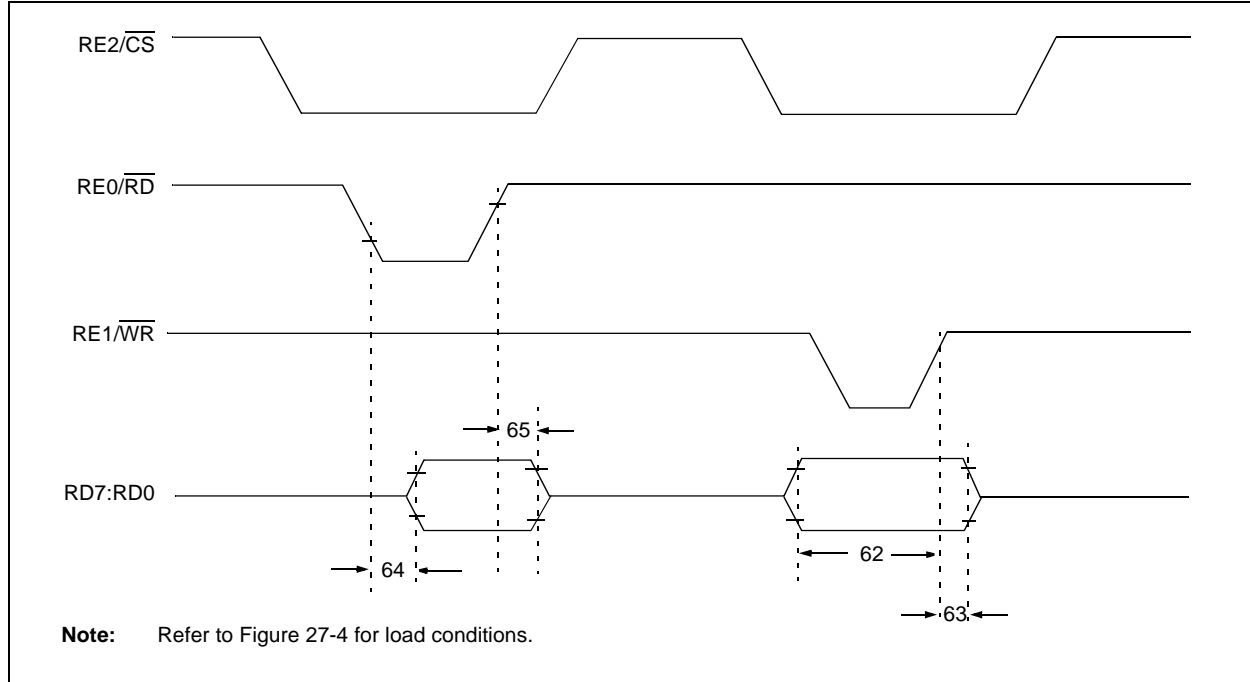 RE2/CS
RE0/RD
RE1/WR
65
RD7:RD0
62
64
63
Note: Refer to Figure 27-4 for load conditions.